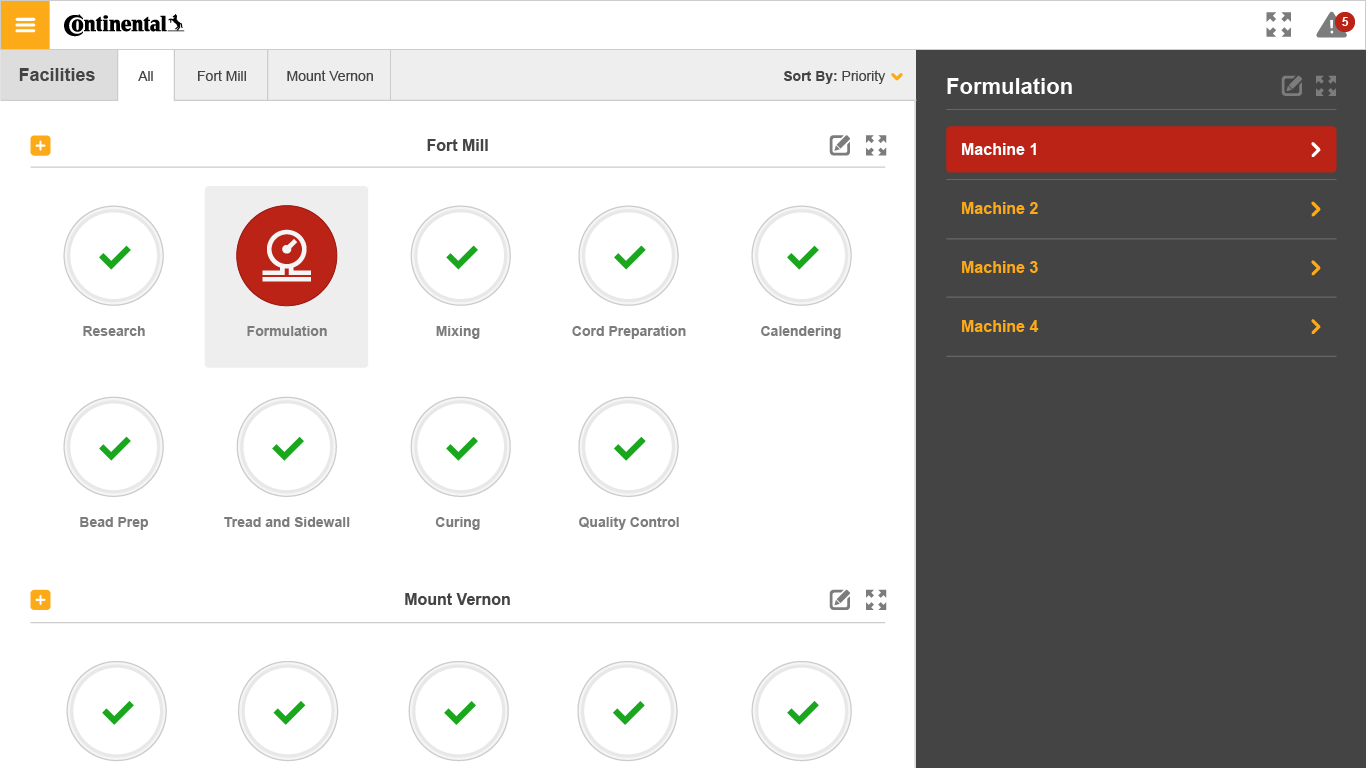 Continental
5
Facilities
All
Fort Mill
Mount Vernon
Sort By: Priority
Fort Mill
Research
Formulation
Mixing
Cord Preparation
Calendering
Bead Prep
Tread and Sidewall
Curing
Quality Control
Mount Vernon
Formulation
Machine 1
Machine 2
Machine 3
Machine 4